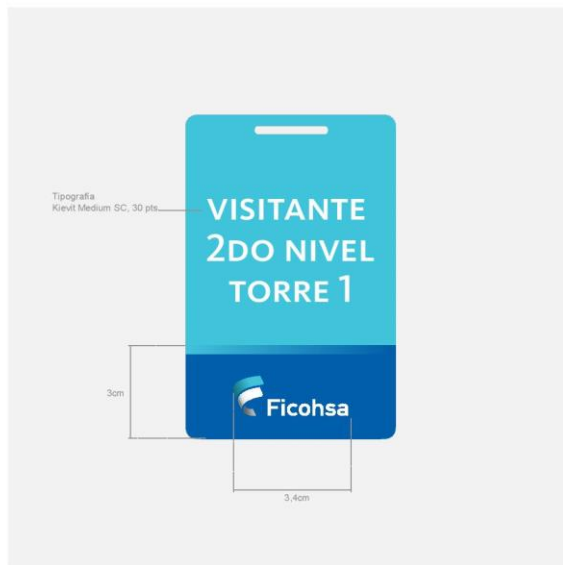 Tipografía
Kievit Medium SC, 30 pts.
VISITANTE
2DO NIVEL
TORRE 1
3cm
Ficohsa
3,4cm